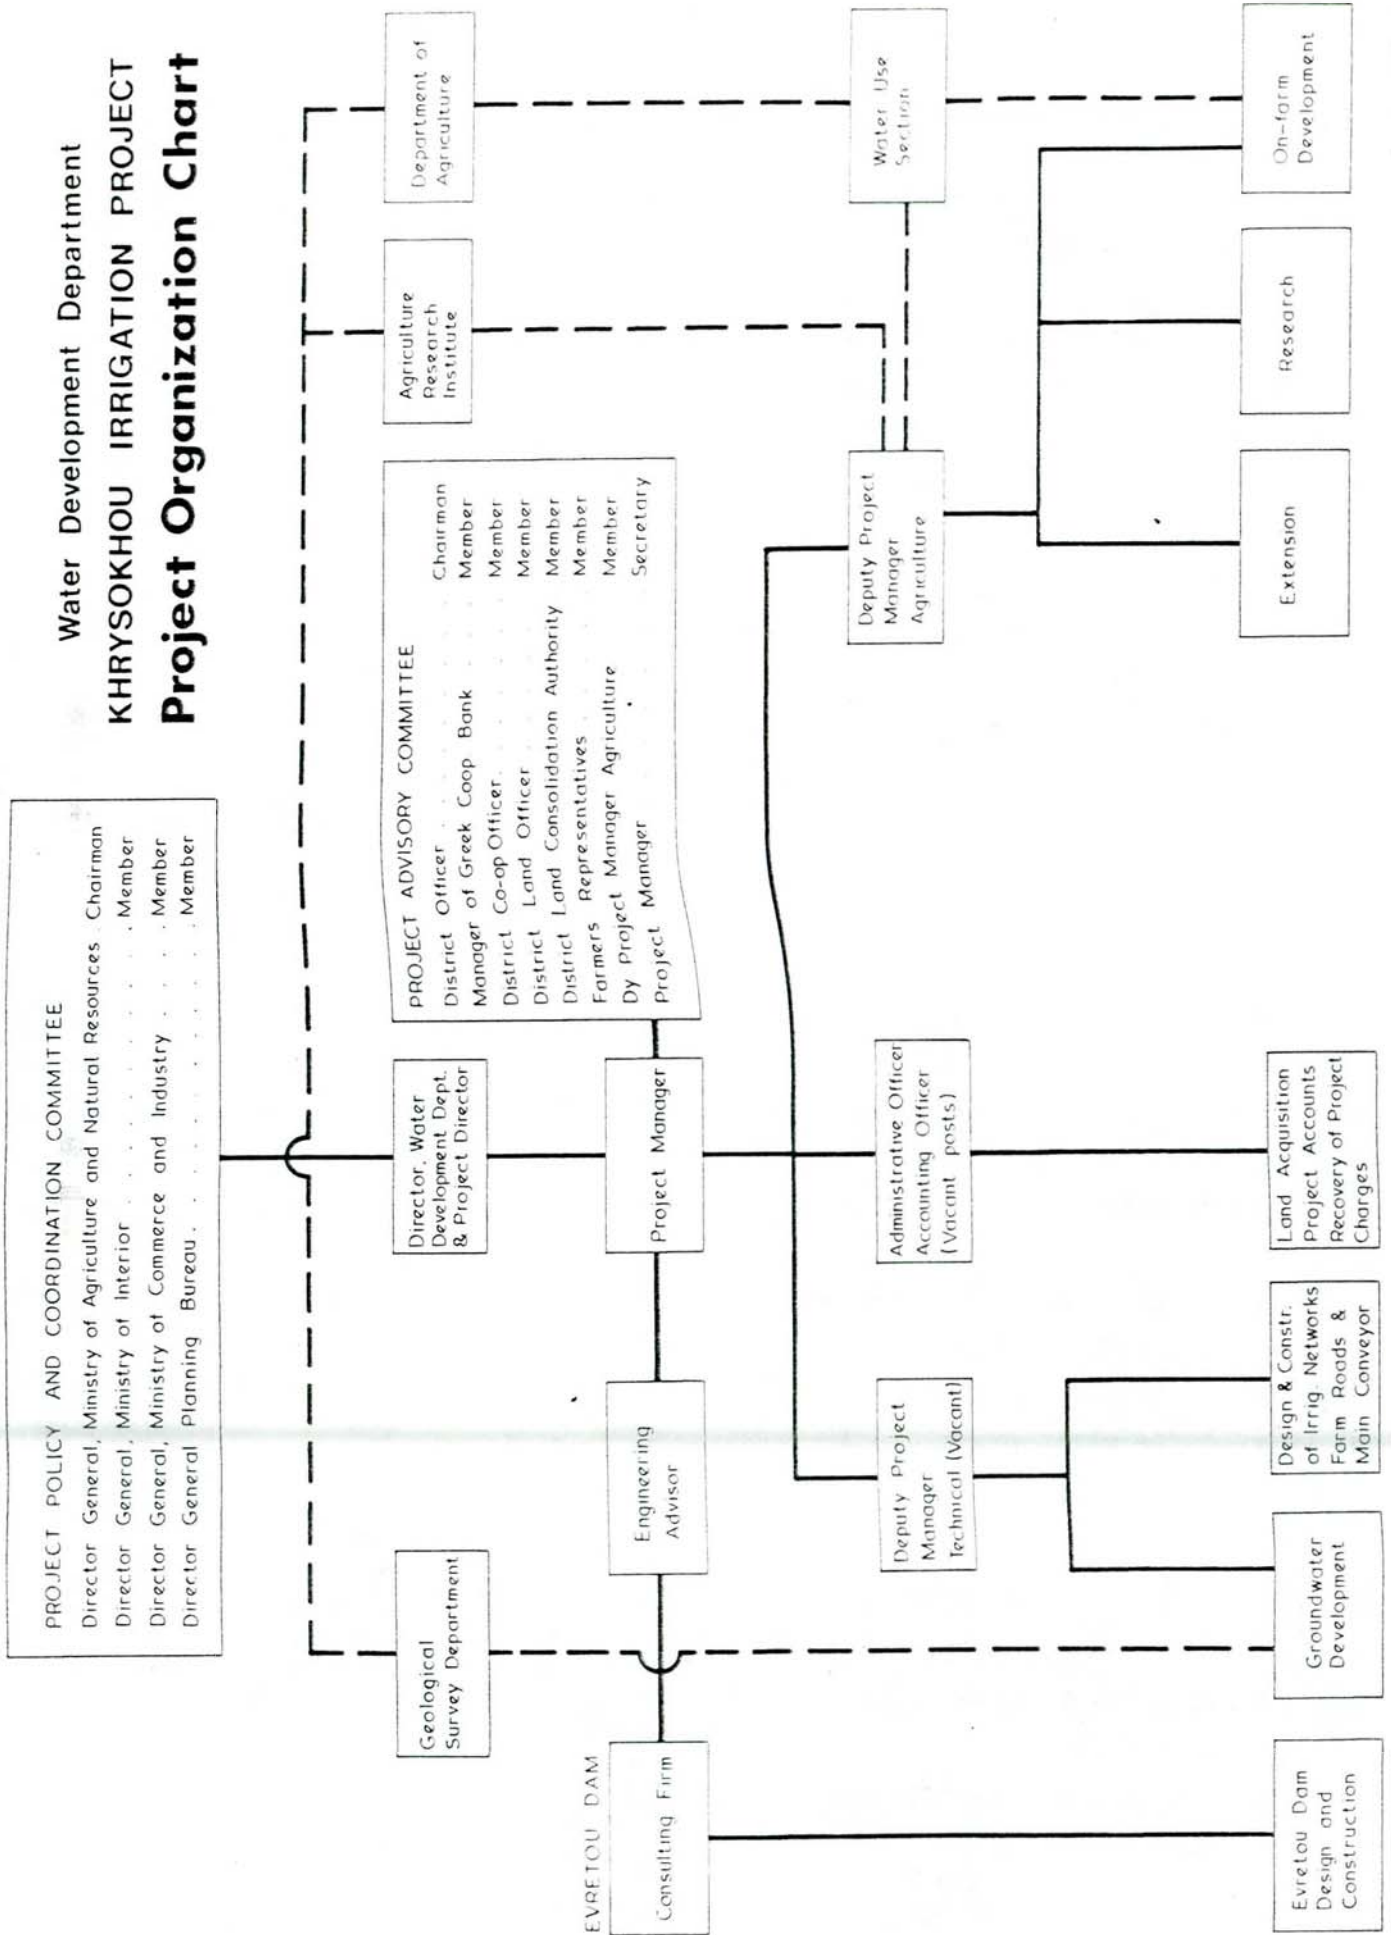 Water Development Department
KHRYSOKHOU IRRIGATION PROJECT
Project Organization Chart
PROJECT POLICY AND COORDINATION COMMITTEE
Director General, Ministry of Agriculture and Natural Resources . Chairman
Director General, Ministry of Interior . . . . . . . . Member
Director General, Ministry of Commerce and Industry . . . Member
Director General Planning Bureau. . . . . . . . . Member
Geological
Survey Department
Director, Water
Development Dept.
& Project Director
PROJECT ADVISORY COMMITTEE
District Officer . . . . . . . Chairman
Manager of Greek Coop. Bank . . . Member
District Co-op Officer. . . . . . Member
District Land Officer . . . . . Member
District Land Consolidation Authority Member
Farmers Representatives . . . . . Member
Dy Project Manager Agriculture . . Member
Project Manager . . . . . . Secretary
Agriculture
Research
Institute
Department of
Agriculture
EVRETOU DAM
Consulting Firm
Engineering
Advisor
Project Manager
Deputy Project
Manager
Technical (Vacant)
Administrative Officer
Accounting Officer
(Vacant posts)
Deputy Project
Manager
Agriculture
Water Use
Section
Evretou Dam
Design and
Construction
Groundwater
Development
Design & Constr.
of Irrig. Networks
Farm Roads &
Main Conveyor
Land Acquisition
Project Accounts
Recovery of Project
Charges
Extension
Research
On-farm
Development